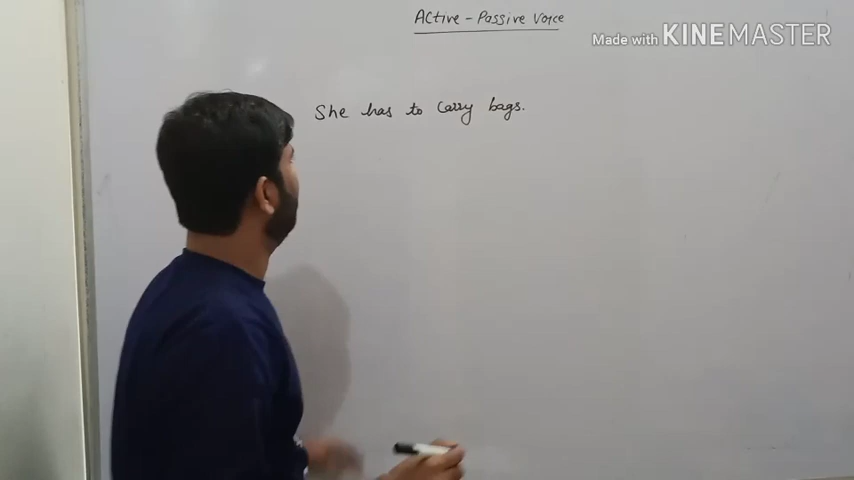 Active - Passive Voice
Made with KINEMASTER
She has to carry bags.